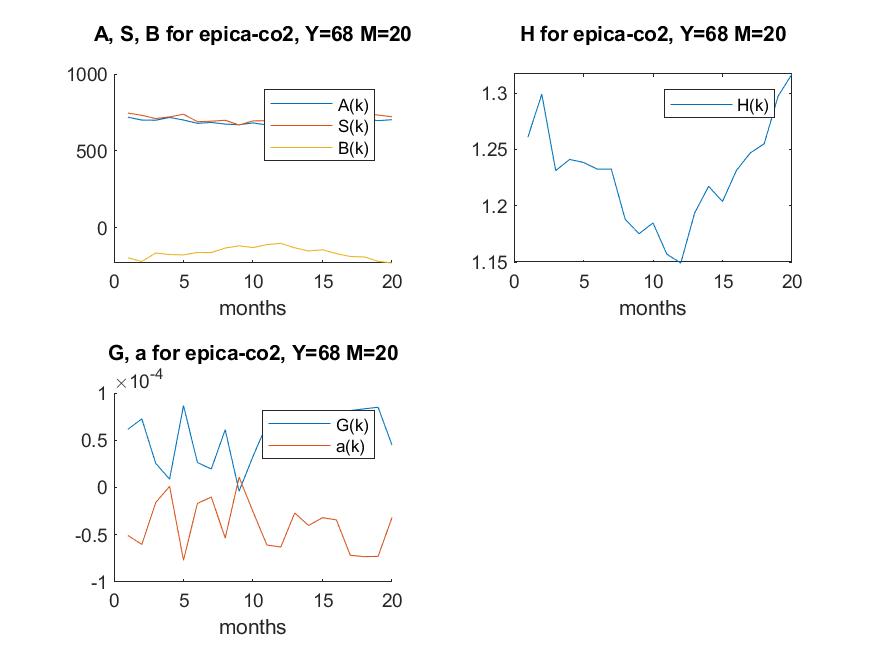 A, S, B for epica-co2, Y=68 M=20
1000
500
0
A(k)
S(k)
B(k)
0 5 10 15 20
months
H for epica-co2, Y=68 M=20
1.3
1.25
1.2
1.15
H(k)
0 5 10 15 20
months
G, a for epica-co2, Y=68 M=20
×10-4
1
0.5
0
-0.5
-1
G(k)
a(k)
0 5 10 15 20
months